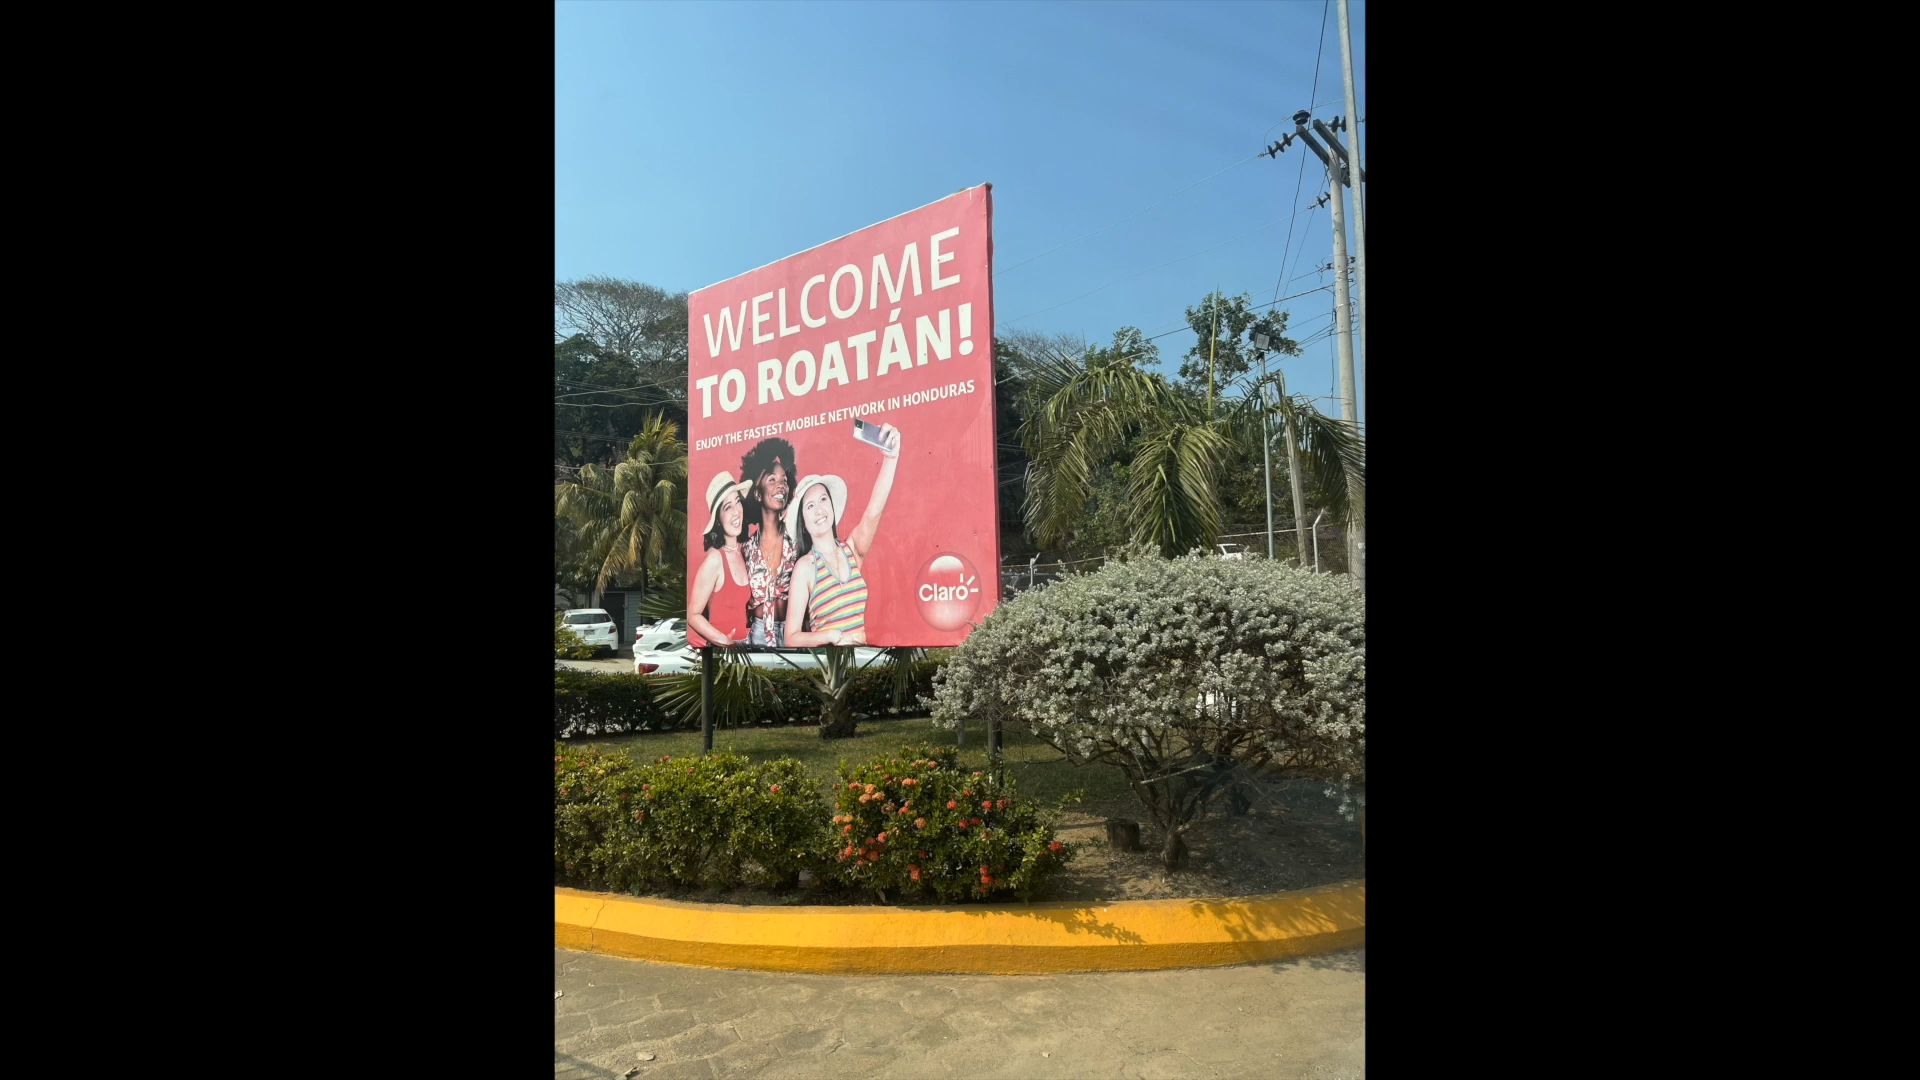 WELCOME
TO ROATÁN!
ENJOY THE FASTEST MOBILE NETWORK IN HONDURAS
Claro